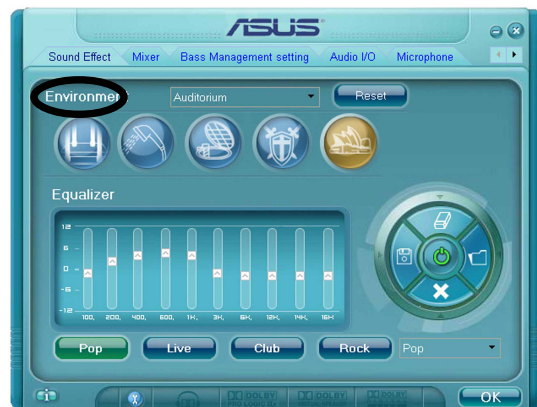 ASUS
Sound Effect Mixer Bass Management setting Audio I/O Microphone
Environment Auditorium Reset
Equalizer
12
6
0
-6
-12
100, 200, 400, 600, 1K, 3K, 6K, 12K, 14K, 16K
Pop Live Club Rock Pop
DOLBY DOLBY DOLBY
OK